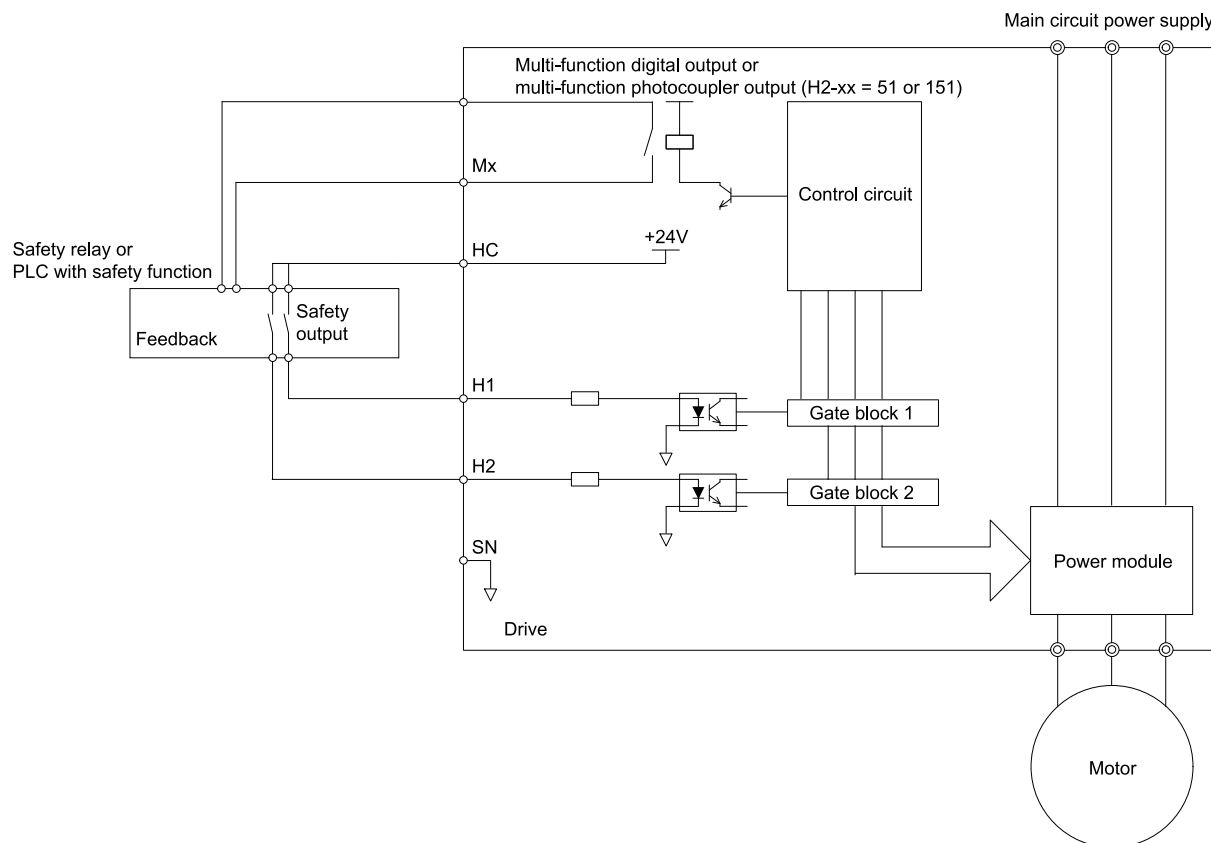 Main circuit power supply
Multi-function digital output or
multi-function photocoupler output (H2-xx = 51 or 151)
Mx
Control circuit
+24V
HC
Safety relay or
PLC with safety function
Safety
output
Feedback
H1
Gate block 1
H2
Gate block 2
SN
Power module
Drive
Motor